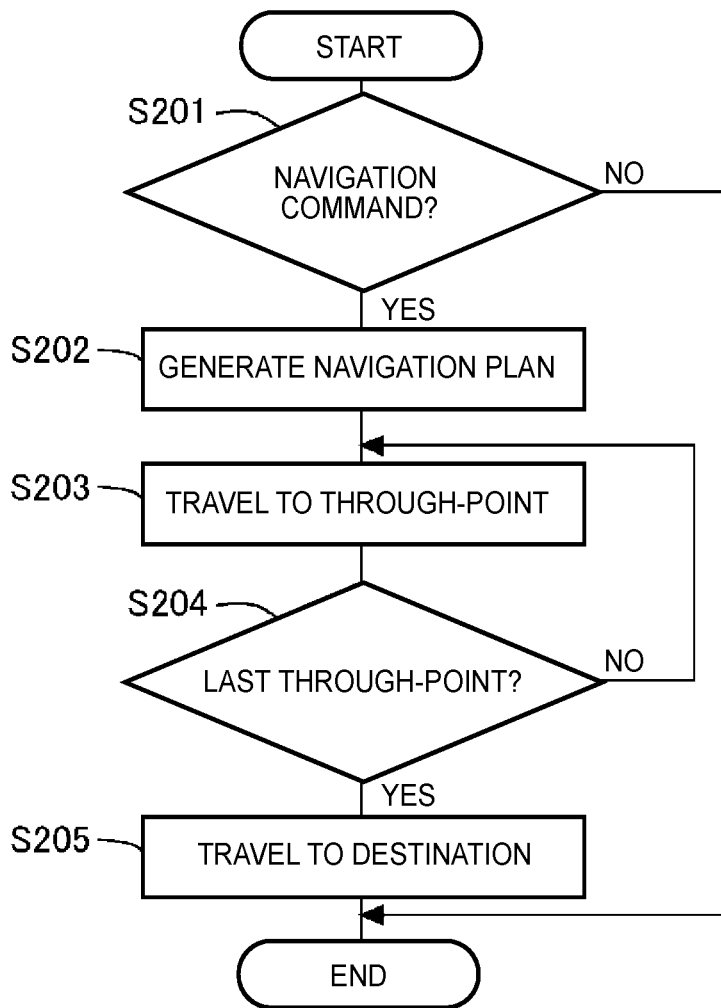 START
S201
NAVIGATION
COMMAND?
NO
YES
S202
GENERATE NAVIGATION PLAN
S203
TRAVEL TO THROUGH-POINT
S204
LAST THROUGH-POINT?
NO
YES
S205
TRAVEL TO DESTINATION
END